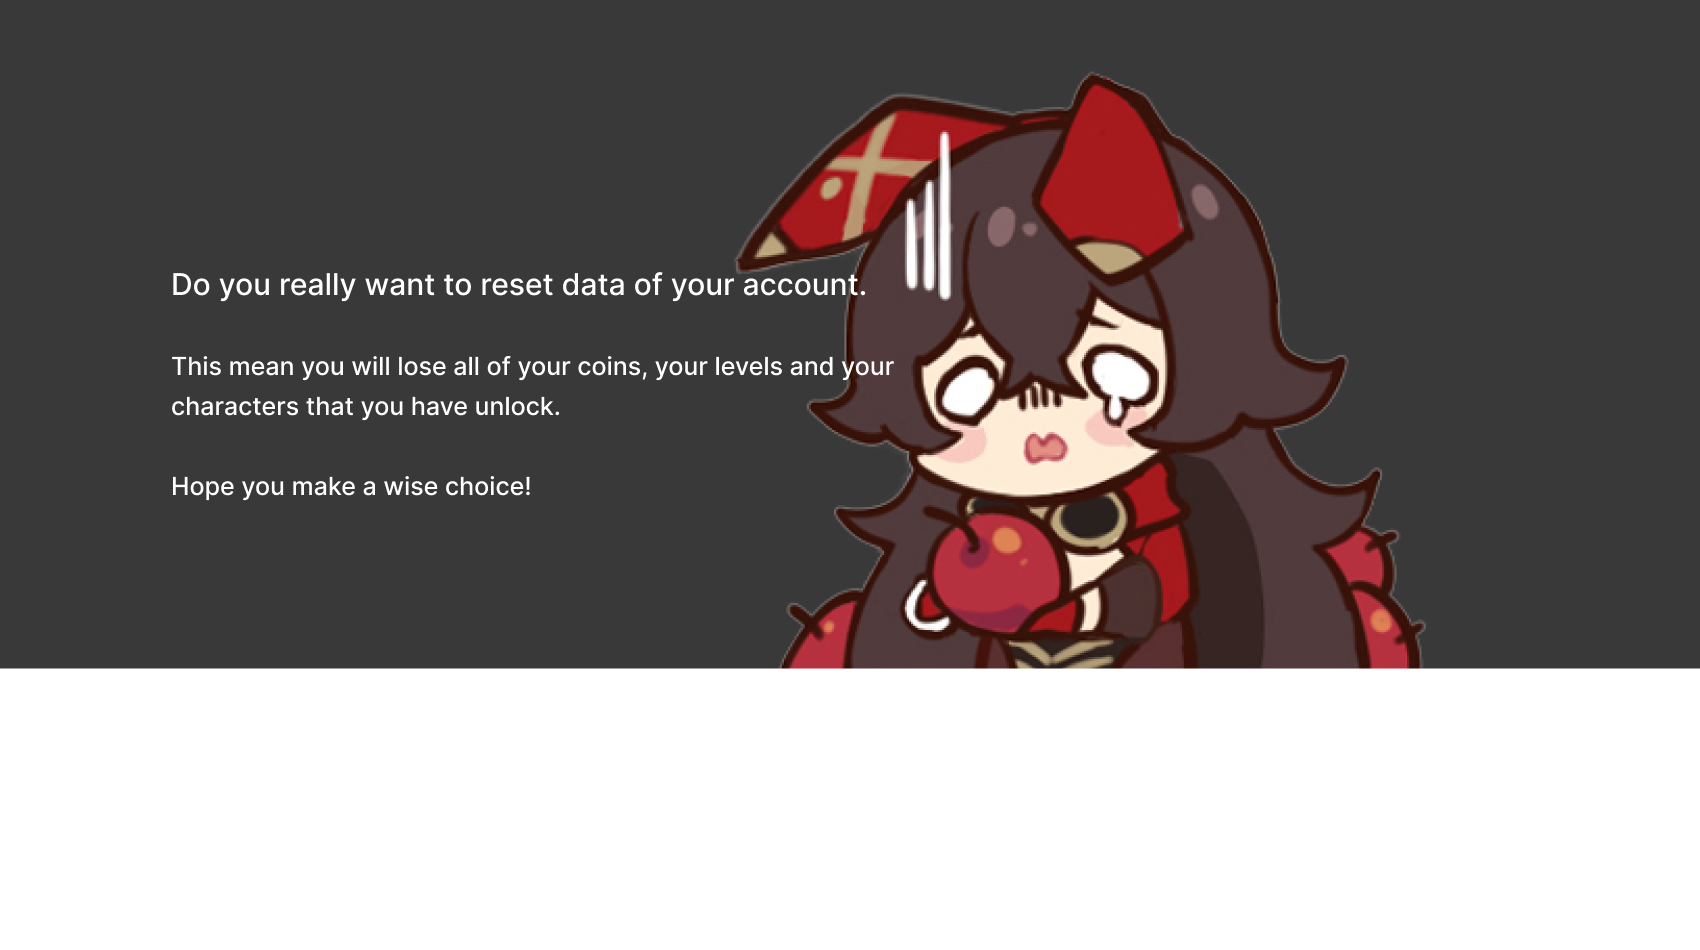 Do you really want to reset data of your account.
This mean you will lose all of your coins, your levels and your
characters that you have unlock.
Hope you make a wise choice!